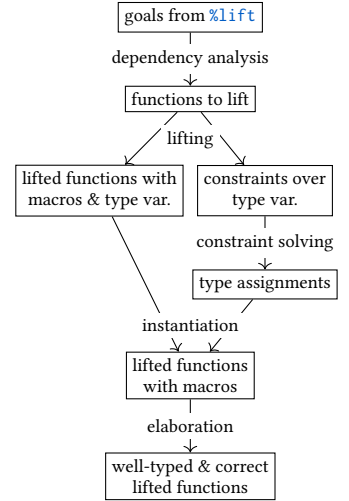 goals from %lift
dependency analysis
functions to lift
lifting
lifted functions with
macros & type var.
constraints over
type var.
constraint solving
type assignments
instantiation
lifted functions
with macros
elaboration
well-typed & correct
lifted functions